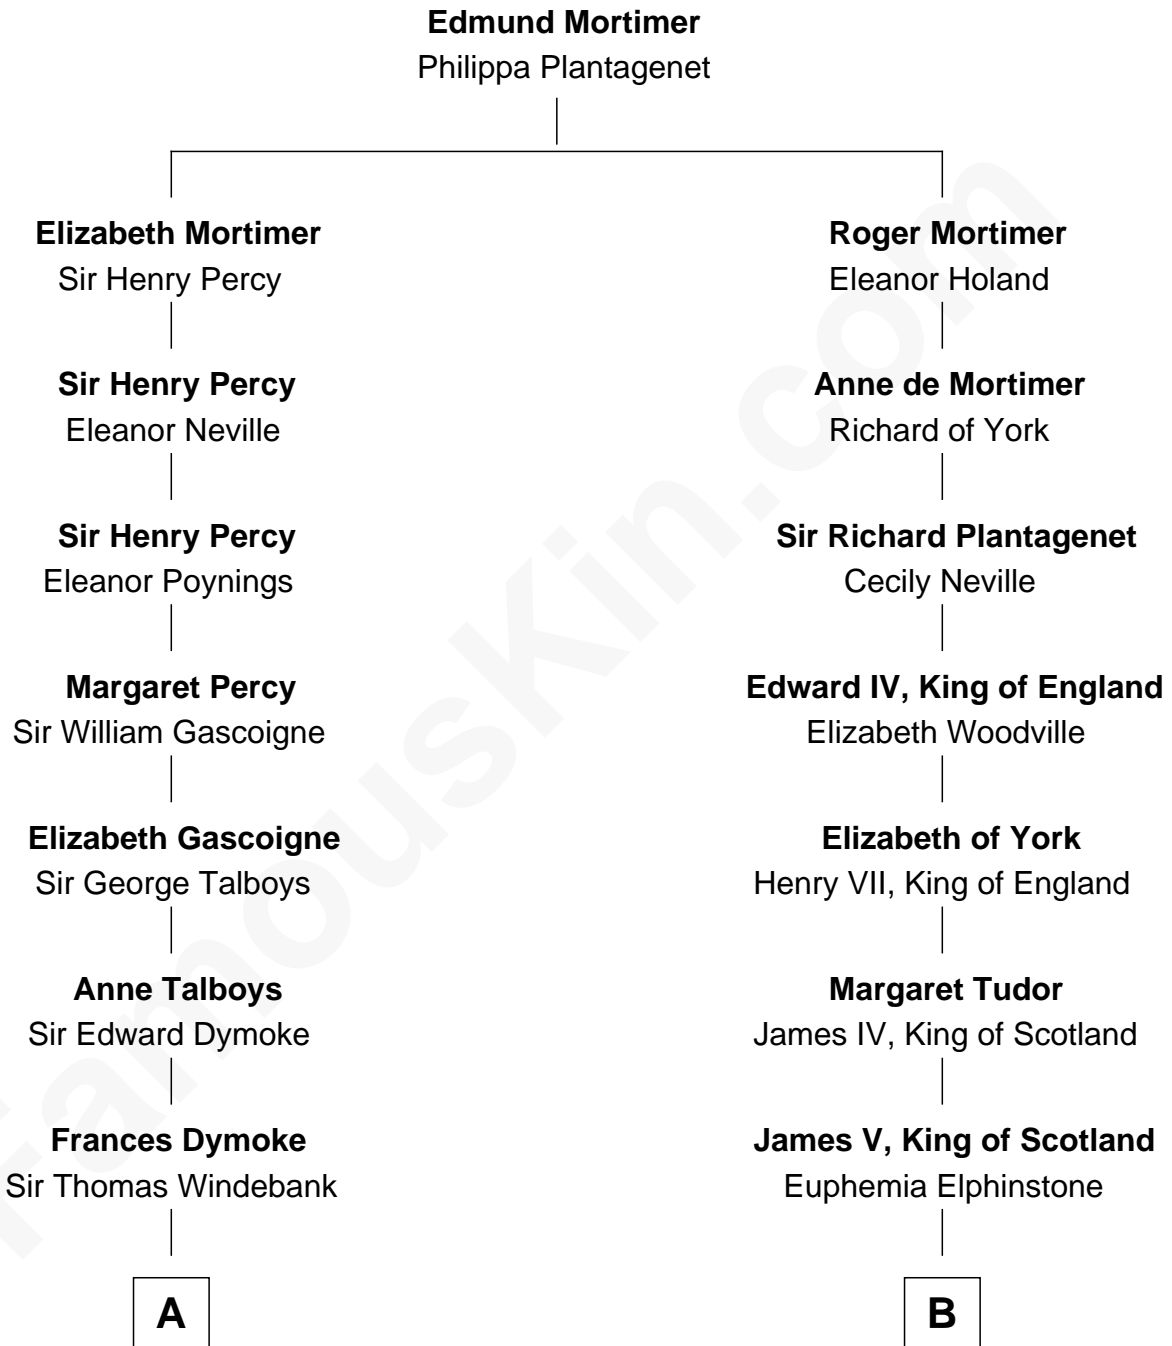 Edmund Mortimer
Philippa Plantagenet
Elizabeth Mortimer
Sir Henry Percy
Sir Henry Percy
Eleanor Neville
Sir Henry Percy
Eleanor Poynings
Margaret Percy
Sir William Gascoigne
Elizabeth Gascoigne
Sir George Talboys
Anne Talboys
Sir Edward Dymoke
Frances Dymoke
Sir Thomas Windebank
A
Roger Mortimer
Eleanor Holand
Anne de Mortimer
Richard of York
Sir Richard Plantagenet
Cecily Neville
Edward IV, King of England
Elizabeth Woodville
Elizabeth of York
Henry VII, King of England
Margaret Tudor
James IV, King of Scotland
James V, King of Scotland
Euphemia Elphinstone
B
FamousKin.com